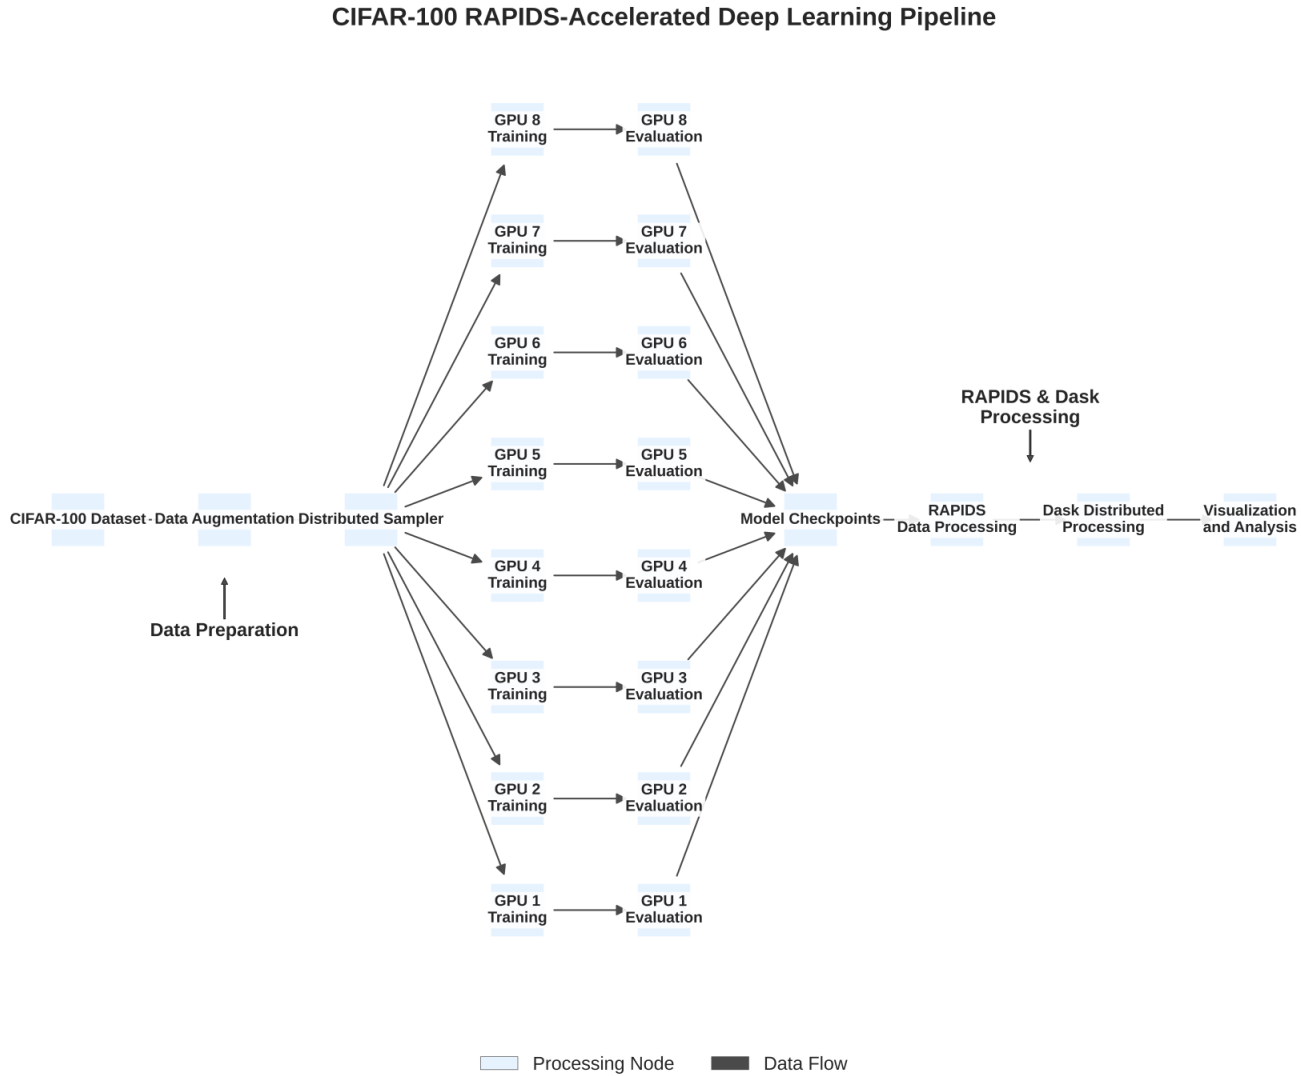 CIFAR-100 RAPIDS-Accelerated Deep Learning Pipeline
GPU 8
Training
GPU 8
Evaluation
GPU 7
Training
GPU 7
Evaluation
GPU 6
Training
GPU 6
Evaluation
RAPIDS & Dask
Processing
GPU 5
Training
GPU 5
Evaluation
CIFAR-100 Dataset
Data Augmentation
Distributed Sampler
Model Checkpoints
RAPIDS
Data Processing
Dask Distributed
Processing
Visualization
and Analysis
GPU 4
Training
GPU 4
Evaluation
Data Preparation
GPU 3
Training
GPU 3
Evaluation
GPU 2
Training
GPU 2
Evaluation
GPU 1
Training
GPU 1
Evaluation
Processing Node
Data Flow